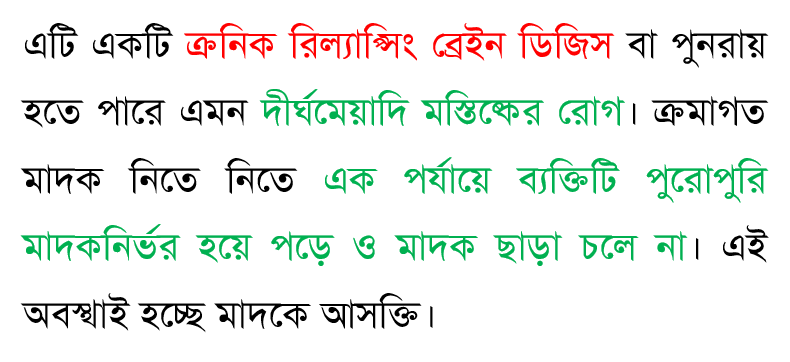 এটি একটি ক্রনিক রিল্যাপ্সিং ব্রেইন ডিজিস বা পুনরায়
হতে পারে এমন দীর্ঘমেয়াদি মস্তিষ্কের রোগ। ক্রমাগত
মাদক নিতে নিতে এক পর্যায়ে ব্যক্তিটি পুরোপুরি
মাদকনির্ভর হয়ে পড়ে ও মাদক ছাড়া চলে না। এই
অবস্থাই হচ্ছে মাদকে আসক্তি।